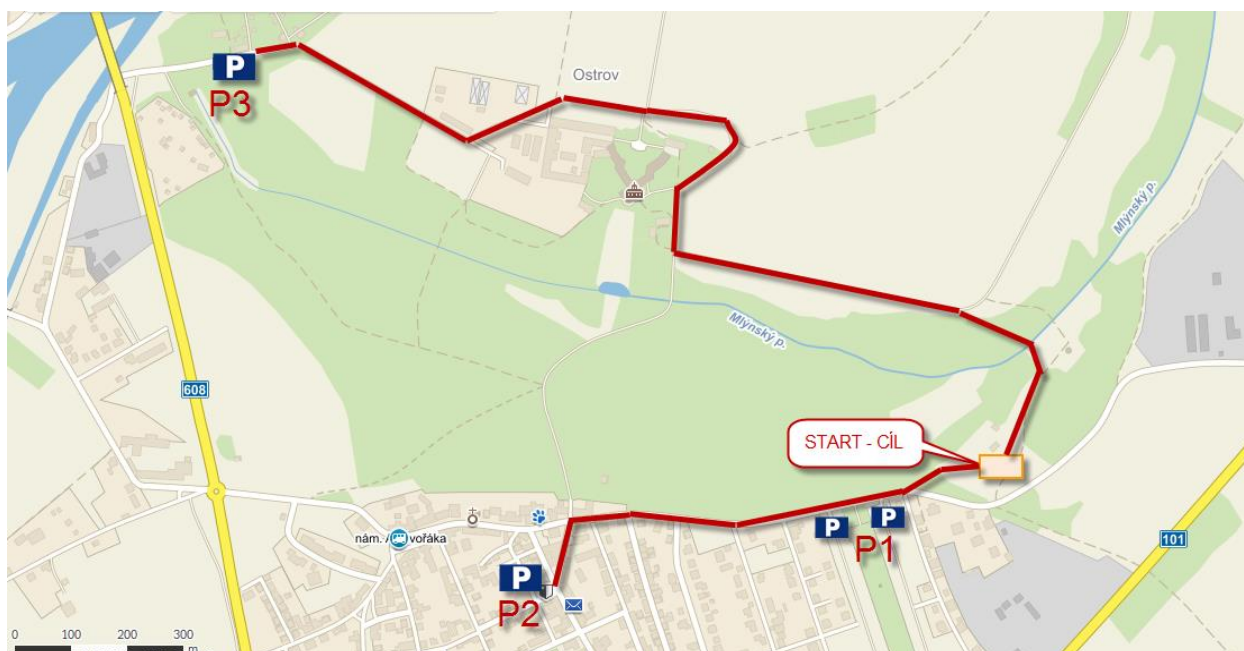 P
P3
Ostrov
Mlýnský p.
Mlýnský p.
608
START - CÍL
P
P
P1
101
nám.
vořáka
P
P2
0 100 200 300
m